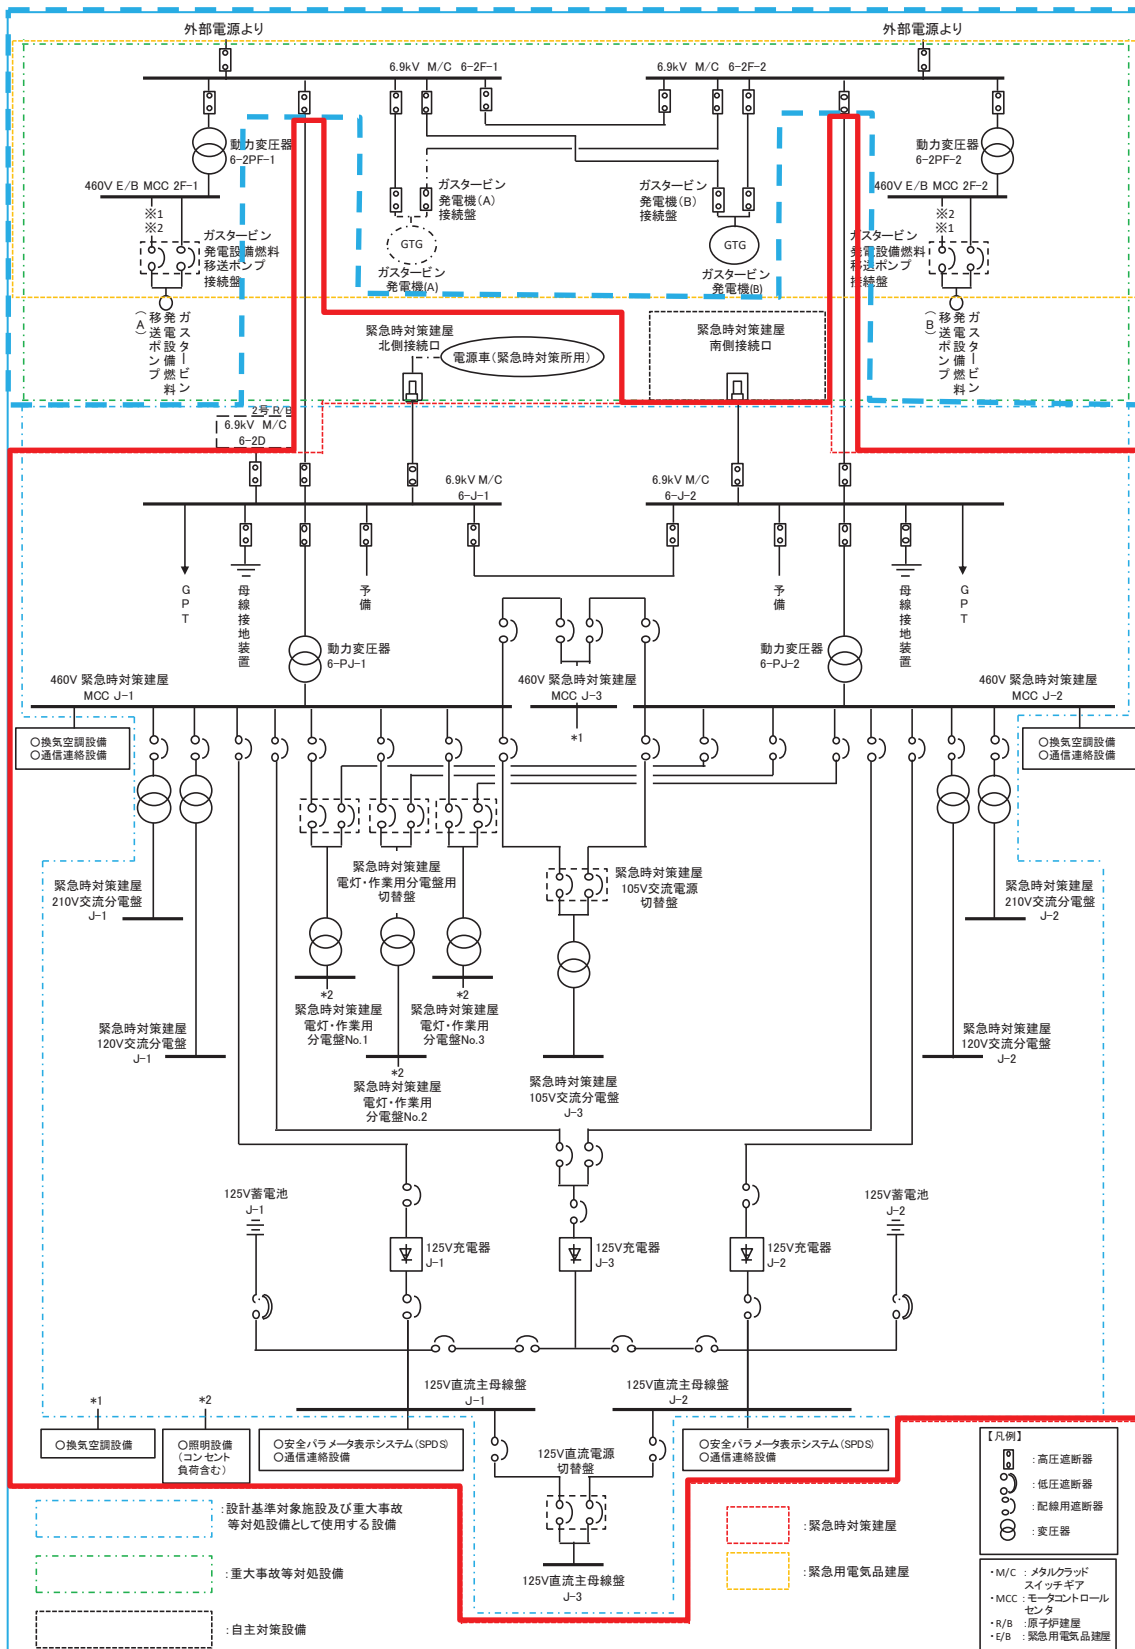 外部電源より
外部電源より
6.9kV M/C 6-2F-1
6.9kV M/C 6-2F-2
動力変圧器
6-2PF-1
動力変圧器
6-2PF-2
460V E/B MCC 2F-1
460V E/B MCC 2F-2
ガスタービン
発電機(A)
接続盤
ガスタービン
発電機(B)
接続盤
※1
※2
※2
※1
ガスタービン
発電設備燃料
移送ポンプ
接続盤
ガスタービン
発電設備燃料
移送ポンプ
接続盤
GTG
GTG
ガスタービン
発電機(A)
ガスタービン
発電機(B)
ガスタービン
発電設備燃料
移送ポンプ
(A)
ガスタービン
発電設備燃料
移送ポンプ
(B)
緊急時対策建屋
北側接続口
電源車(緊急時対策所用)
緊急時対策建屋
南側接続口
2号 R/B
6.9kV M/C
6-2D
6.9kV M/C
6-J-1
6.9kV M/C
6-J-2
GPT
母線接地装置
予備
予備
母線接地装置
GPT
動力変圧器
6-PJ-1
動力変圧器
6-PJ-2
460V 緊急時対策建屋
MCC J-1
460V 緊急時対策建屋
MCC J-3
460V 緊急時対策建屋
MCC J-2
*1
○換気空調設備
○通信連絡設備
○換気空調設備
○通信連絡設備
緊急時対策建屋
電灯・作業用分電盤用
切替盤
緊急時対策建屋
105V交流電源
切替盤
緊急時対策建屋
210V交流分電盤
J-1
緊急時対策建屋
210V交流分電盤
J-2
*2
緊急時対策建屋
電灯・作業用
分電盤No.1
*2
緊急時対策建屋
電灯・作業用
分電盤No.3
緊急時対策建屋
120V交流分電盤
J-1
緊急時対策建屋
120V交流分電盤
J-2
*2
緊急時対策建屋
電灯・作業用
分電盤No.2
緊急時対策建屋
105V交流分電盤
J-3
125V蓄電池
J-1
125V蓄電池
J-2
125V充電器
J-1
125V充電器
J-3
125V充電器
J-2
125V直流主母線盤
J-1
125V直流主母線盤
J-2
*1
*2
○換気空調設備
○照明設備
(コンセント
負荷含む)
○安全パラメータ表示システム(SPDS)
○通信連絡設備
125V直流電源
切替盤
○安全パラメータ表示システム(SPDS)
○通信連絡設備
125V直流主母線盤
J-3
【凡例】
:高圧遮断器
:低圧遮断器
:配線用遮断器
:変圧器
:設計基準対象施設及び重大事故
等対処設備として使用する設備
:重大事故等対処設備
:自主対策設備
:緊急時対策建屋
:緊急用電気品建屋
・M/C :メタルクラッド
スイッチギア
・MCC :モータコントロール
センタ
・R/B :原子炉建屋
・E/B :緊急用電気品建屋